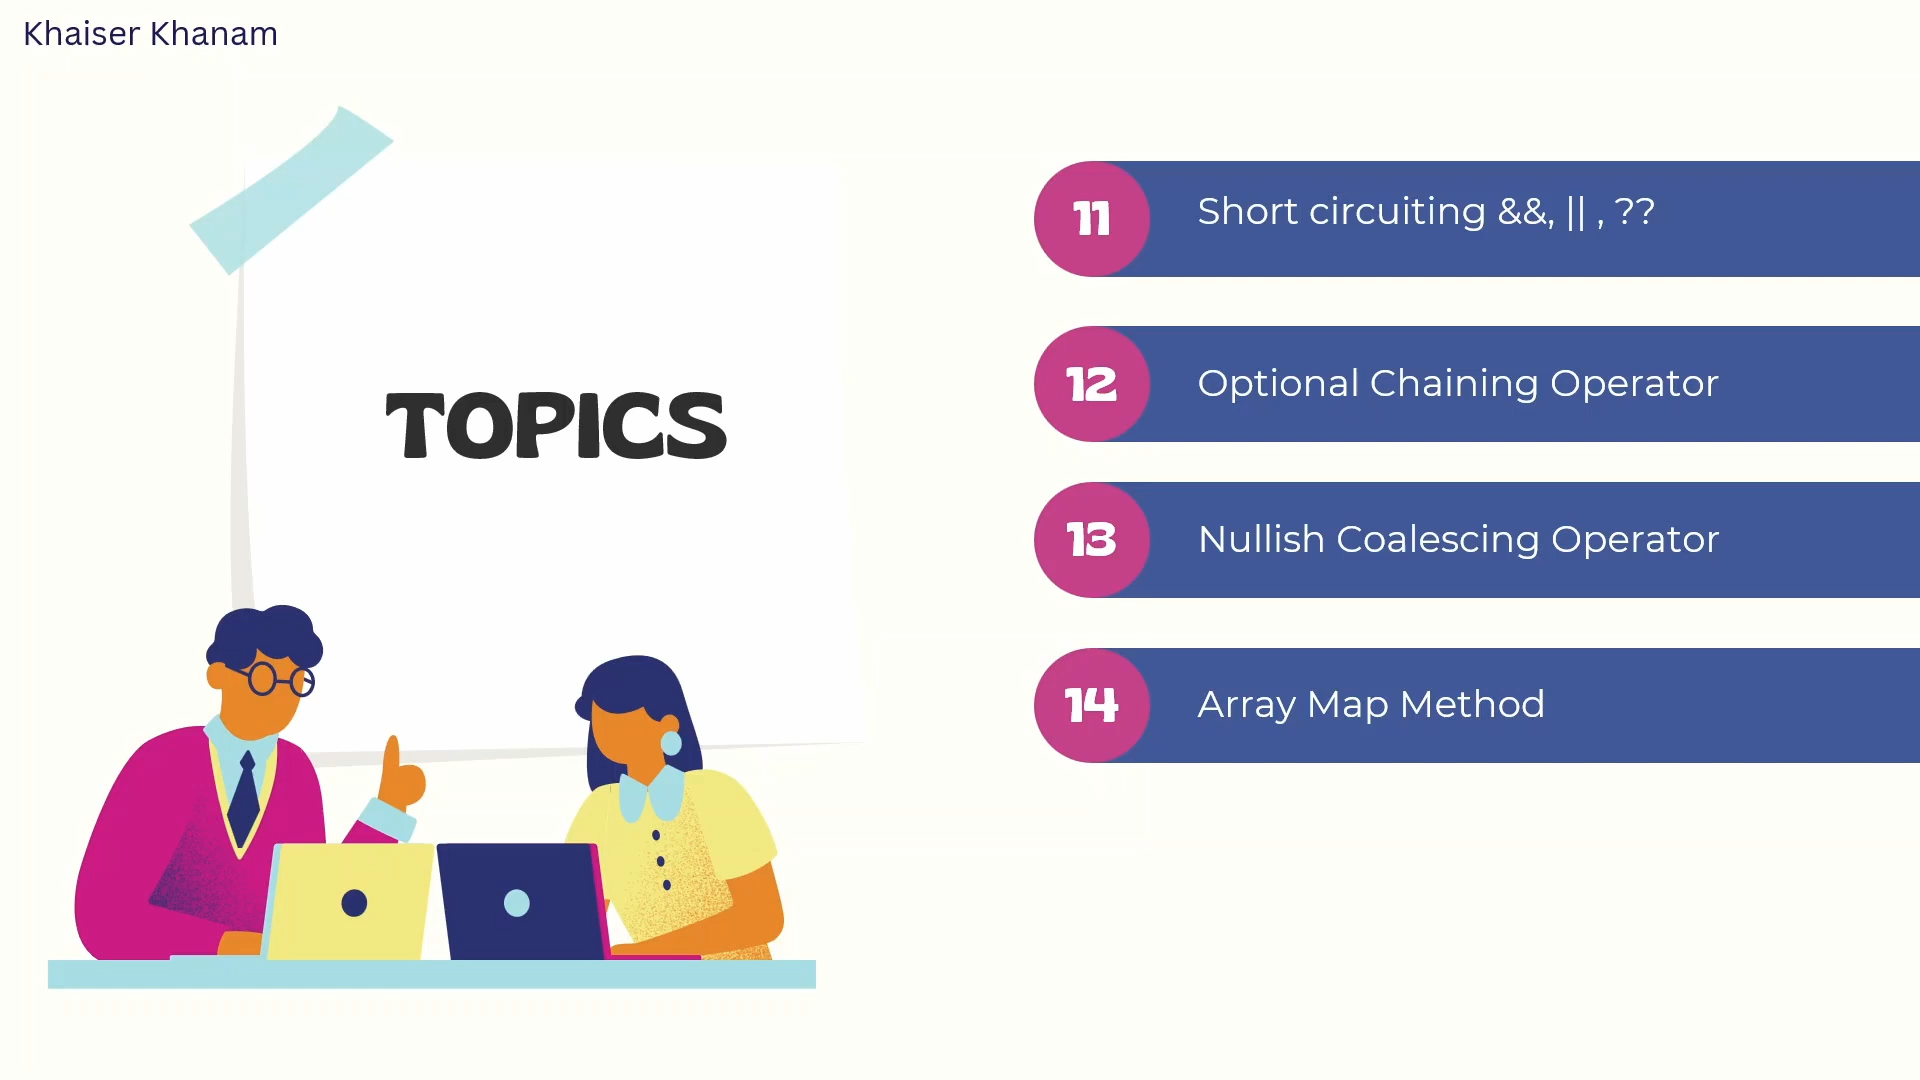 Khaiser Khanam
TOPICS
11 Short circuiting &&, || , ??
12 Optional Chaining Operator
13 Nullish Coalescing Operator
14 Array Map Method